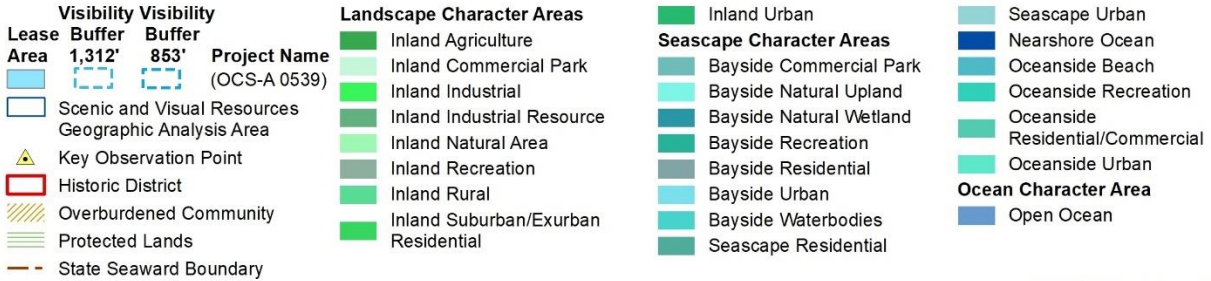 Visibility Visibility
Lease Buffer Buffer
Area 1,312' 853' Project Name
(OCS-A 0539)
Scenic and Visual Resources
Geographic Analysis Area
Key Observation Point
Historic District
Overburdened Community
Protected Lands
State Seaward Boundary
Landscape Character Areas
Inland Agriculture
Inland Commercial Park
Inland Industrial
Inland Industrial Resource
Inland Natural Area
Inland Recreation
Inland Rural
Inland Suburban/Exurban
Residential
Inland Urban
Seascape Character Areas
Bayside Commercial Park
Bayside Natural Upland
Bayside Natural Wetland
Bayside Recreation
Bayside Residential
Bayside Urban
Bayside Waterbodies
Seascape Residential
Seascape Urban
Nearshore Ocean
Oceanside Beach
Oceanside Recreation
Oceanside
Residential/Commercial
Oceanside Urban
Ocean Character Area
Open Ocean